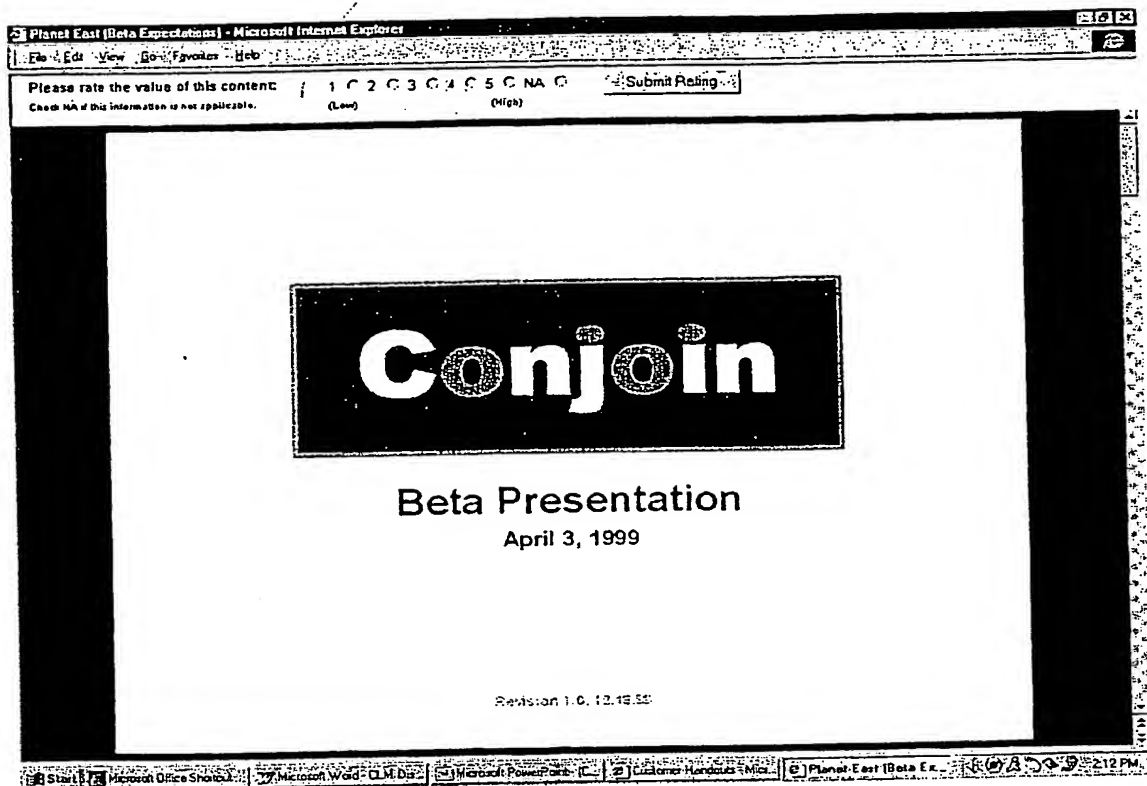 Planet East (Beta Expectations) - Microsoft Internet Explorer
File Edit View Go Favorites Help
Please rate the value of this content: 1 2 3 4 5 NA Submit Rating
Check NA if this information is not applicable. (Low) (High)
Conjoin
Beta Presentation
April 3, 1999
Revision 1.0,
Start Microsoft Office Microsoft Word - Microsoft PowerPoint - Customer Handouts - Planet East (Beta Ex... 2:12 PM